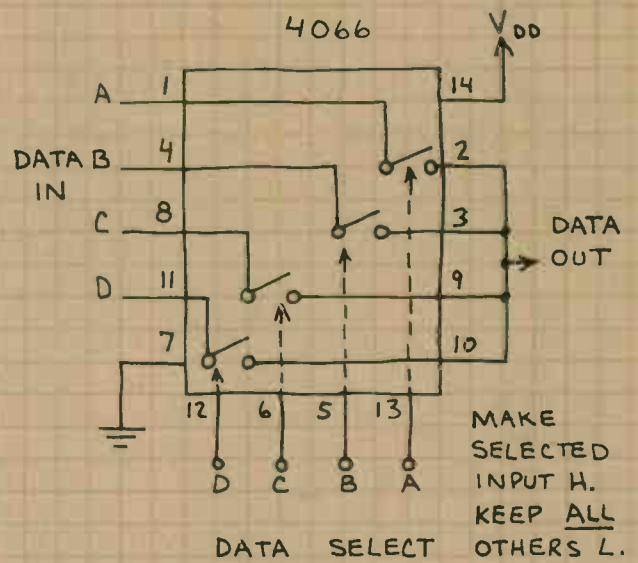 4066
V DD
A 1 14
DATA B 4 2
IN
C 8 3 DATA
OUT
D 11 9
7 10
12 6 5 13
D C B A
DATA SELECT
MAKE
SELECTED
INPUT H.
KEEP ALL
OTHERS L.